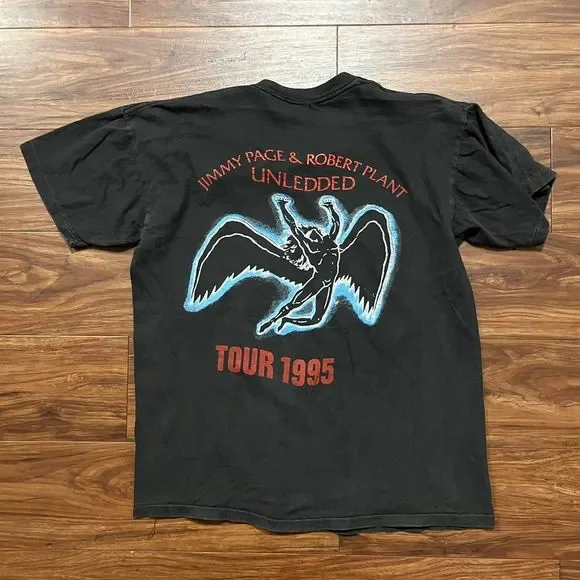 JIMMY PAGE & ROBERT PLANT
UNLEDDED
TOUR 1995